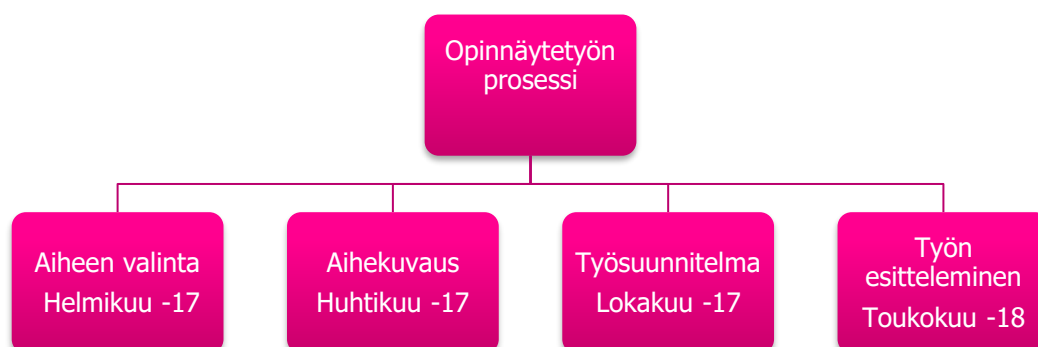 Opinnäytetyön
prosessi
Aiheen valinta
Helmikuu -17
Aihekuvaus
Huhtikuu -17
Työsuunnitelma
Lokakuu -17
Työn
esitteleminen
Toukokuu -18